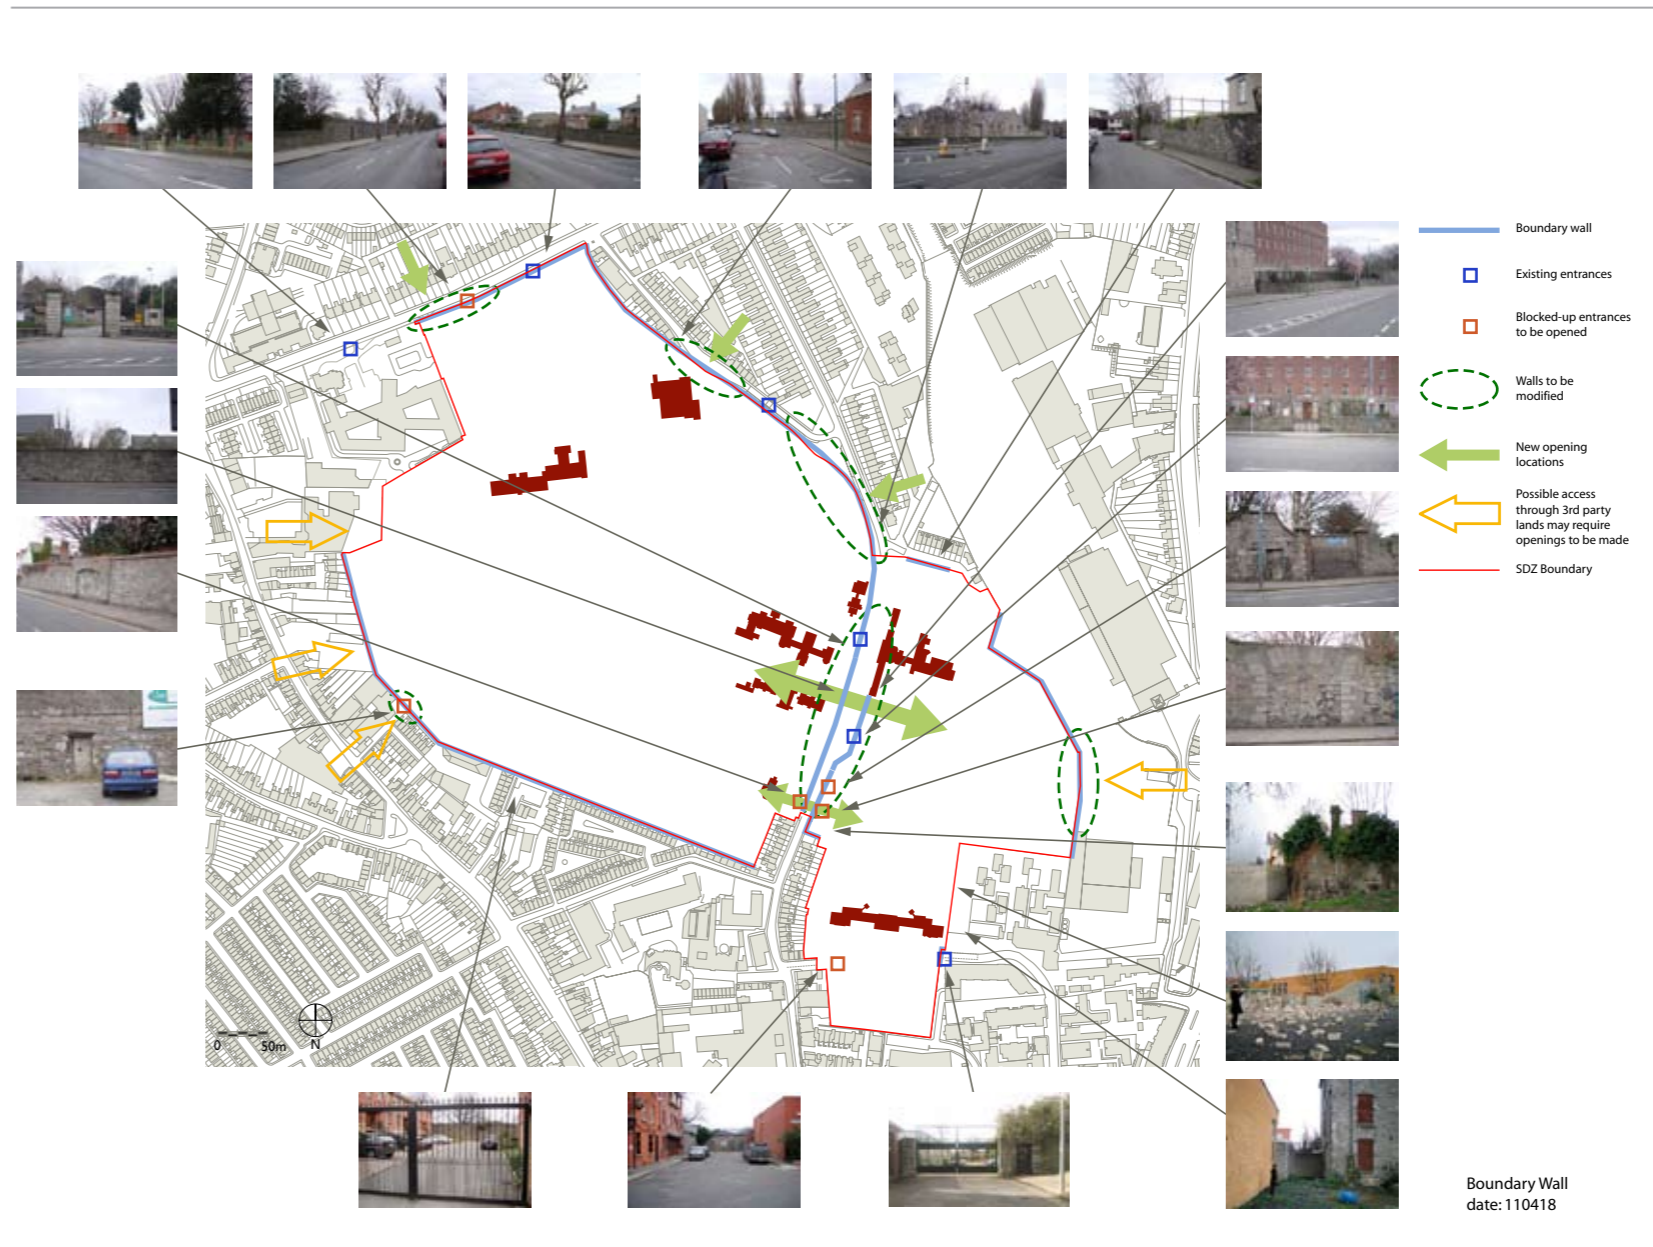 Boundary wall
Existing entrances
Blocked-up entrances
to be opened
Walls to be
modified
New opening
locations
Possible access
through 3rd party
lands may require
openings to be made
SDZ Boundary
0 50m N
Boundary Wall
date: 110418